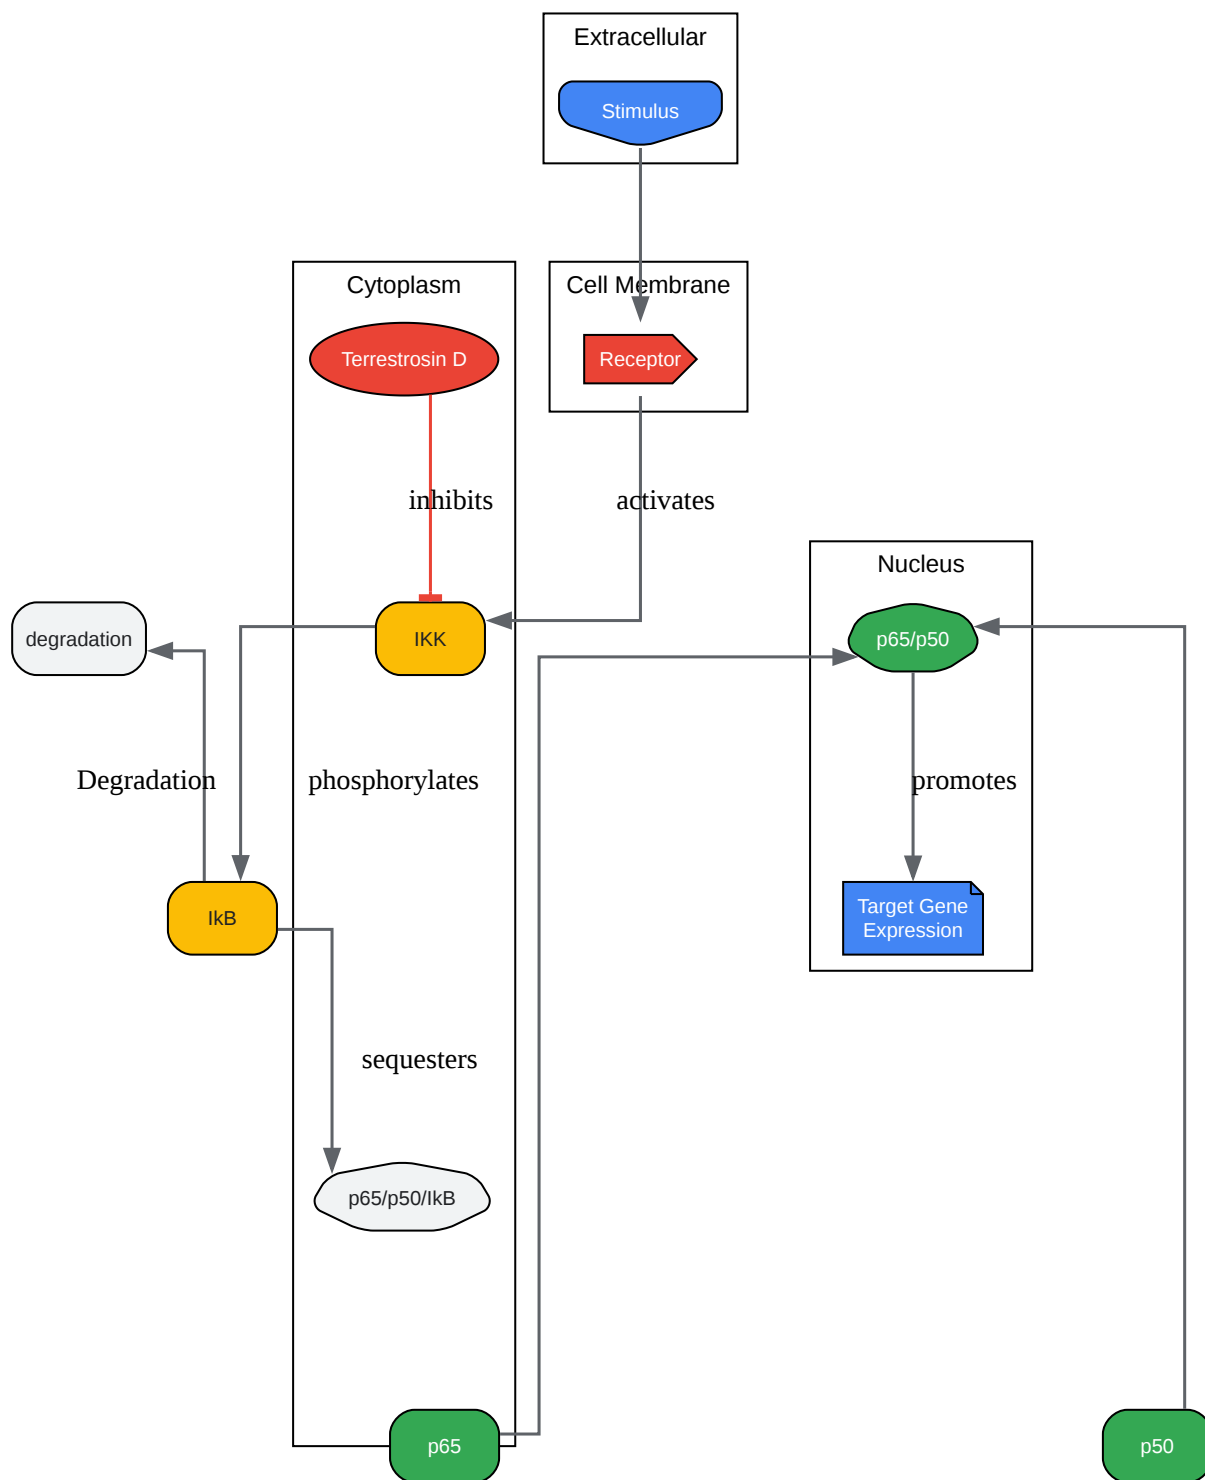 Extracellular
Stimulus
Cytoplasm
Cell Membrane
Terrestrosin D
Receptor
inhibits
activates
Nucleus
degradation
IKK
p65/p50
Degradation
phosphorylates
promotes
IkB
Target Gene
Expression
sequesters
p65/p50/IkB
p65
p50